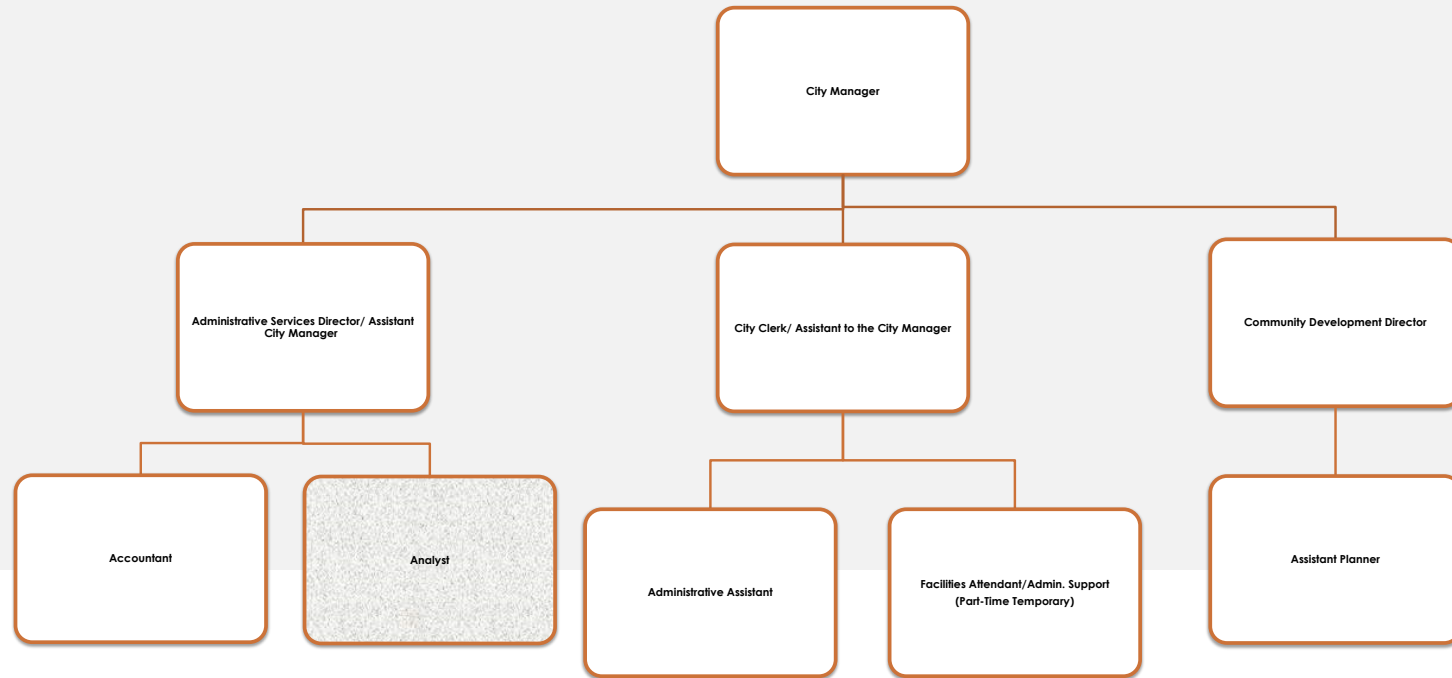 City Manager
Administrative Services Director/ Assistant
City Manager
City Clerk/ Assistant to the City Manager
Community Development Director
Accountant
Analyst
Administrative Assistant
Facilities Attendant/Admin. Support
(Part-Time Temporary)
Assistant Planner